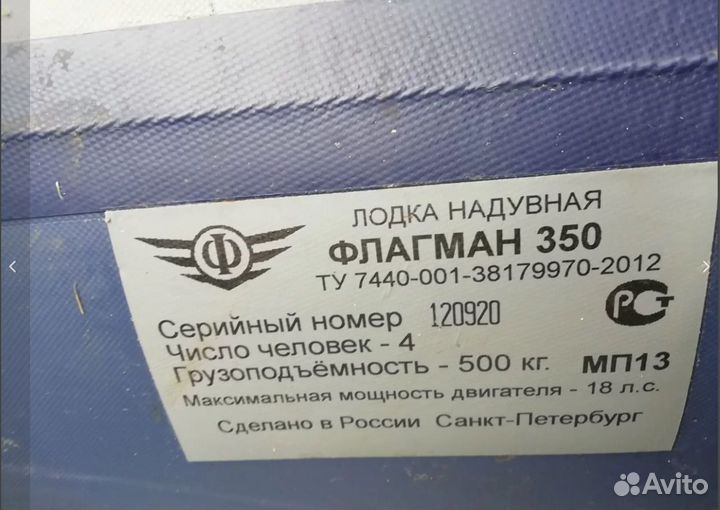 ЛОДКА НАДУВНАЯ
ФЛАГМАН 350
ТУ 7440-001-38179970-2012
Серийный номер 120920
Число человек - 4
Грузоподъёмность - 500 кг. МП13
Максимальная мощность двигателя - 18 л.с.
Сделано в России Санкт-Петербург
Ф
РСТ
Avito